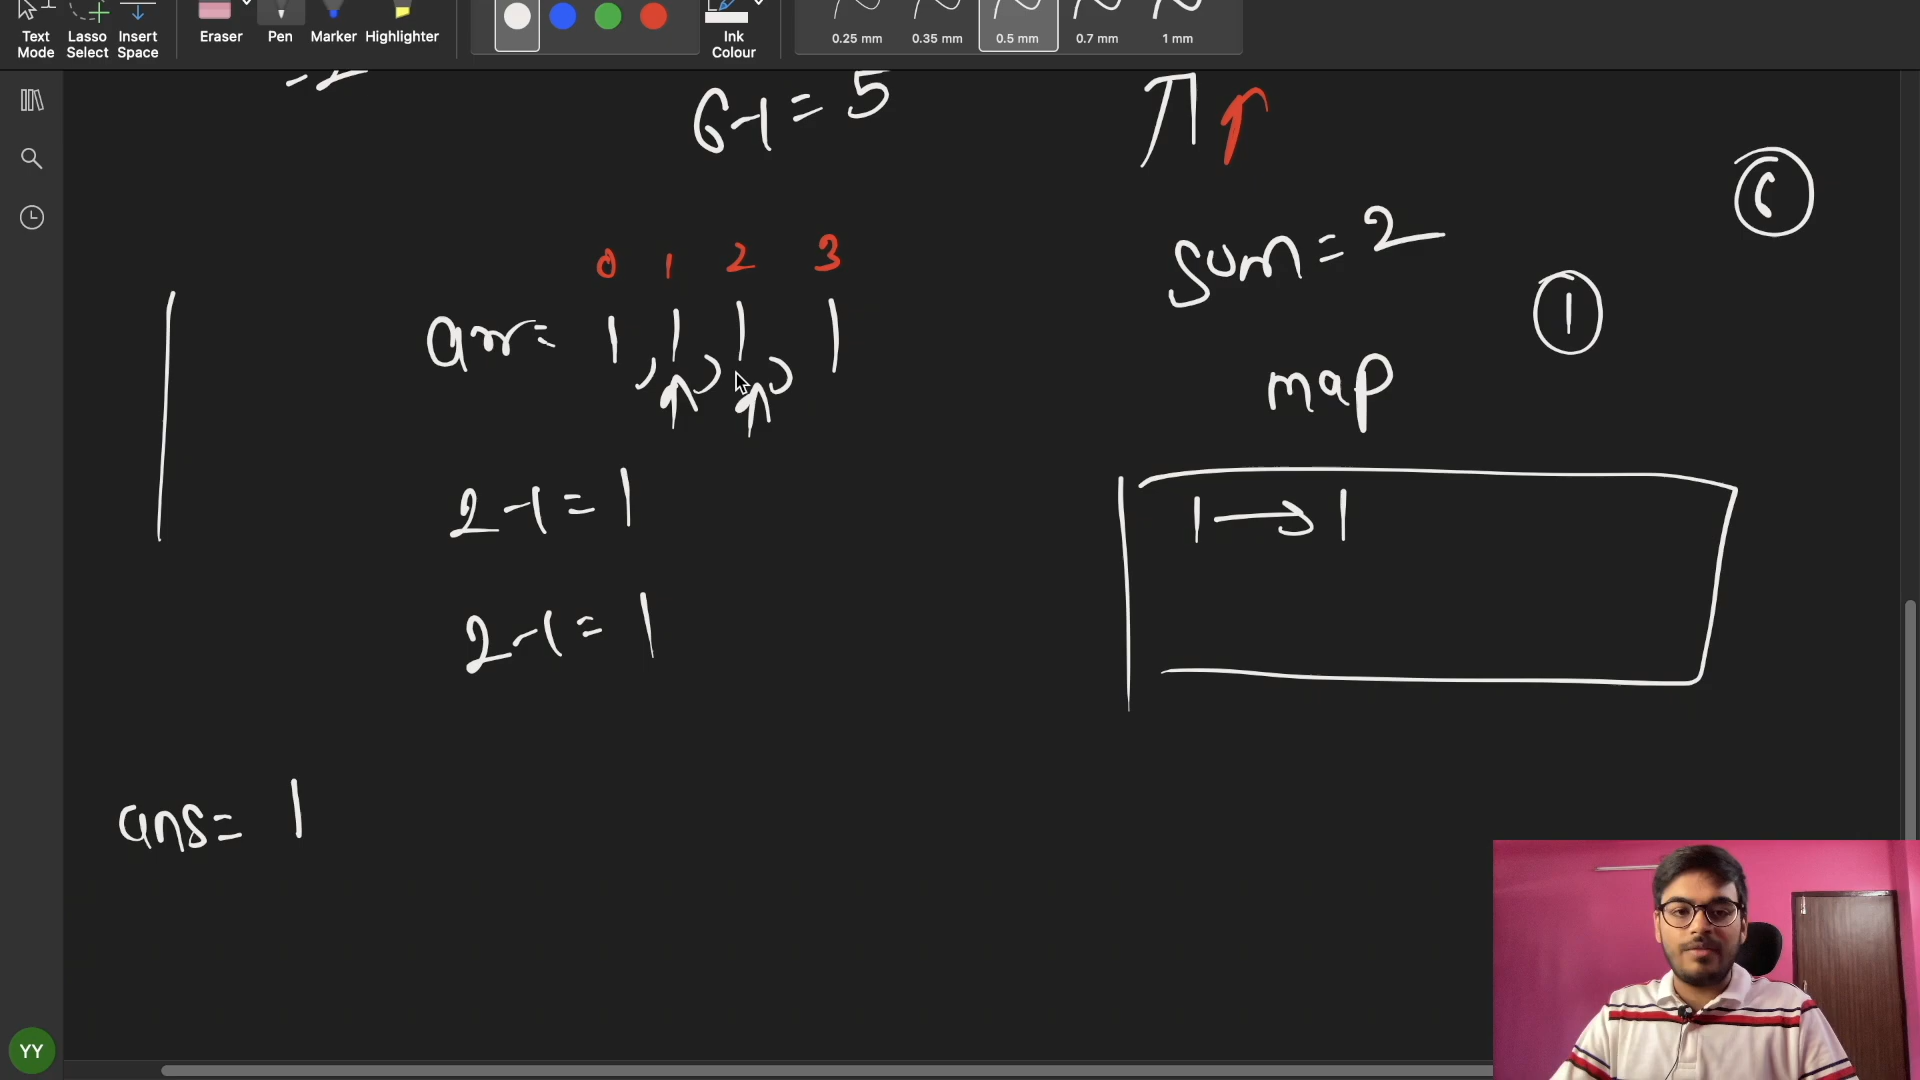 Text Mode
Lasso Select
Insert Space
Eraser
Pen
Marker
Highlighter
Ink Colour
0.25 mm
0.35 mm
0.5 mm
0.7 mm
1 mm
6-1=5
6
0 1 2 3
sum=2
arr= 1, 1, 1, 1
1
map
2-1=1
1→1
2-1=1
ans= 1
YY